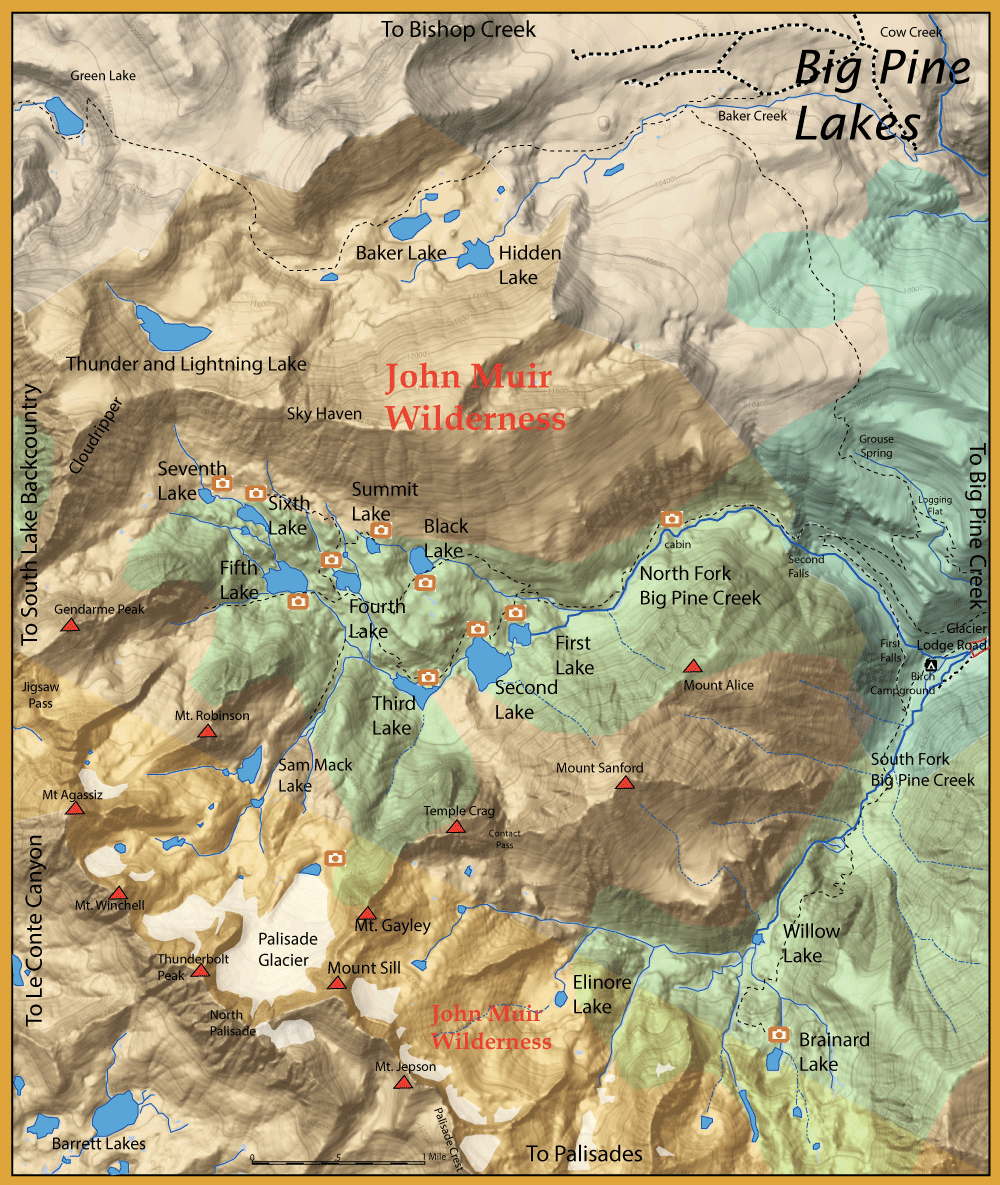 To Bishop Creek
Cow Creek
Big Pine
Lakes
Green Lake
Baker Creek
10400
Baker Lake
Hidden
Lake
Thunder and Lightning Lake
John Muir
Wilderness
Sky Haven
Cloudripper
To South Lake Backcountry
Grouse
Spring
To Big Pine Creek
Logging
Flat
Seventh
Lake
Sixth
Lake
Summit
Lake
Black
Lake
cabin
Second
Falls
Fifth
Lake
Fourth
Lake
North Fork
Big Pine Creek
Gendarme Peak
First
Lake
Second
Lake
Third
Lake
Mount Alice
Glacier
Lodge Road
First
Falls
Birch
Campground
Jigsaw
Pass
Mt. Robinson
Sam Mack
Lake
Mount Sanford
South Fork
Big Pine Creek
Mt Agassiz
Temple Crag
Contact
Pass
To Le Conte Canyon
Mt. Winchell
Mt. Gayley
Palisade
Glacier
Thunderbolt
Peak
Mount Sill
Willow
Lake
Elinore
Lake
North
Palisade
John Muir
Wilderness
Brainard
Lake
Mt. Jepson
Palisade Crest
Barrett Lakes
0
.5
1 Mile
To Palisades